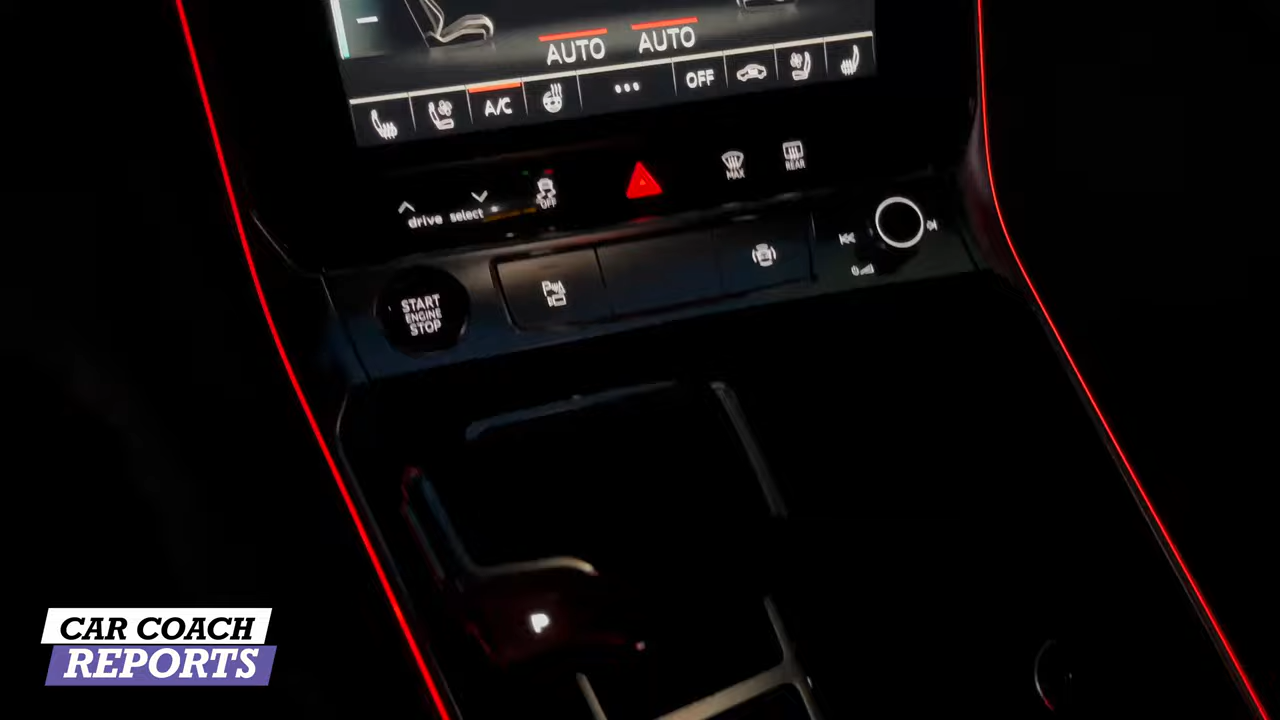 AUTO AUTO
A/C
OFF
MAX
REAR
drive select
OFF
START
ENGINE
STOP
P
P
CAR COACH
REPORTS